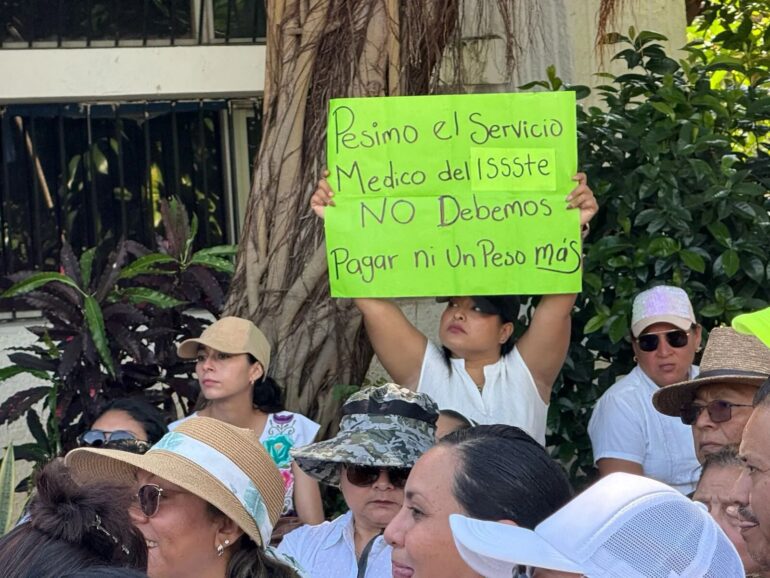 Pesimo el Servicio
Medico del ISSSte
NO Debemos
Pagar ni Un Peso más